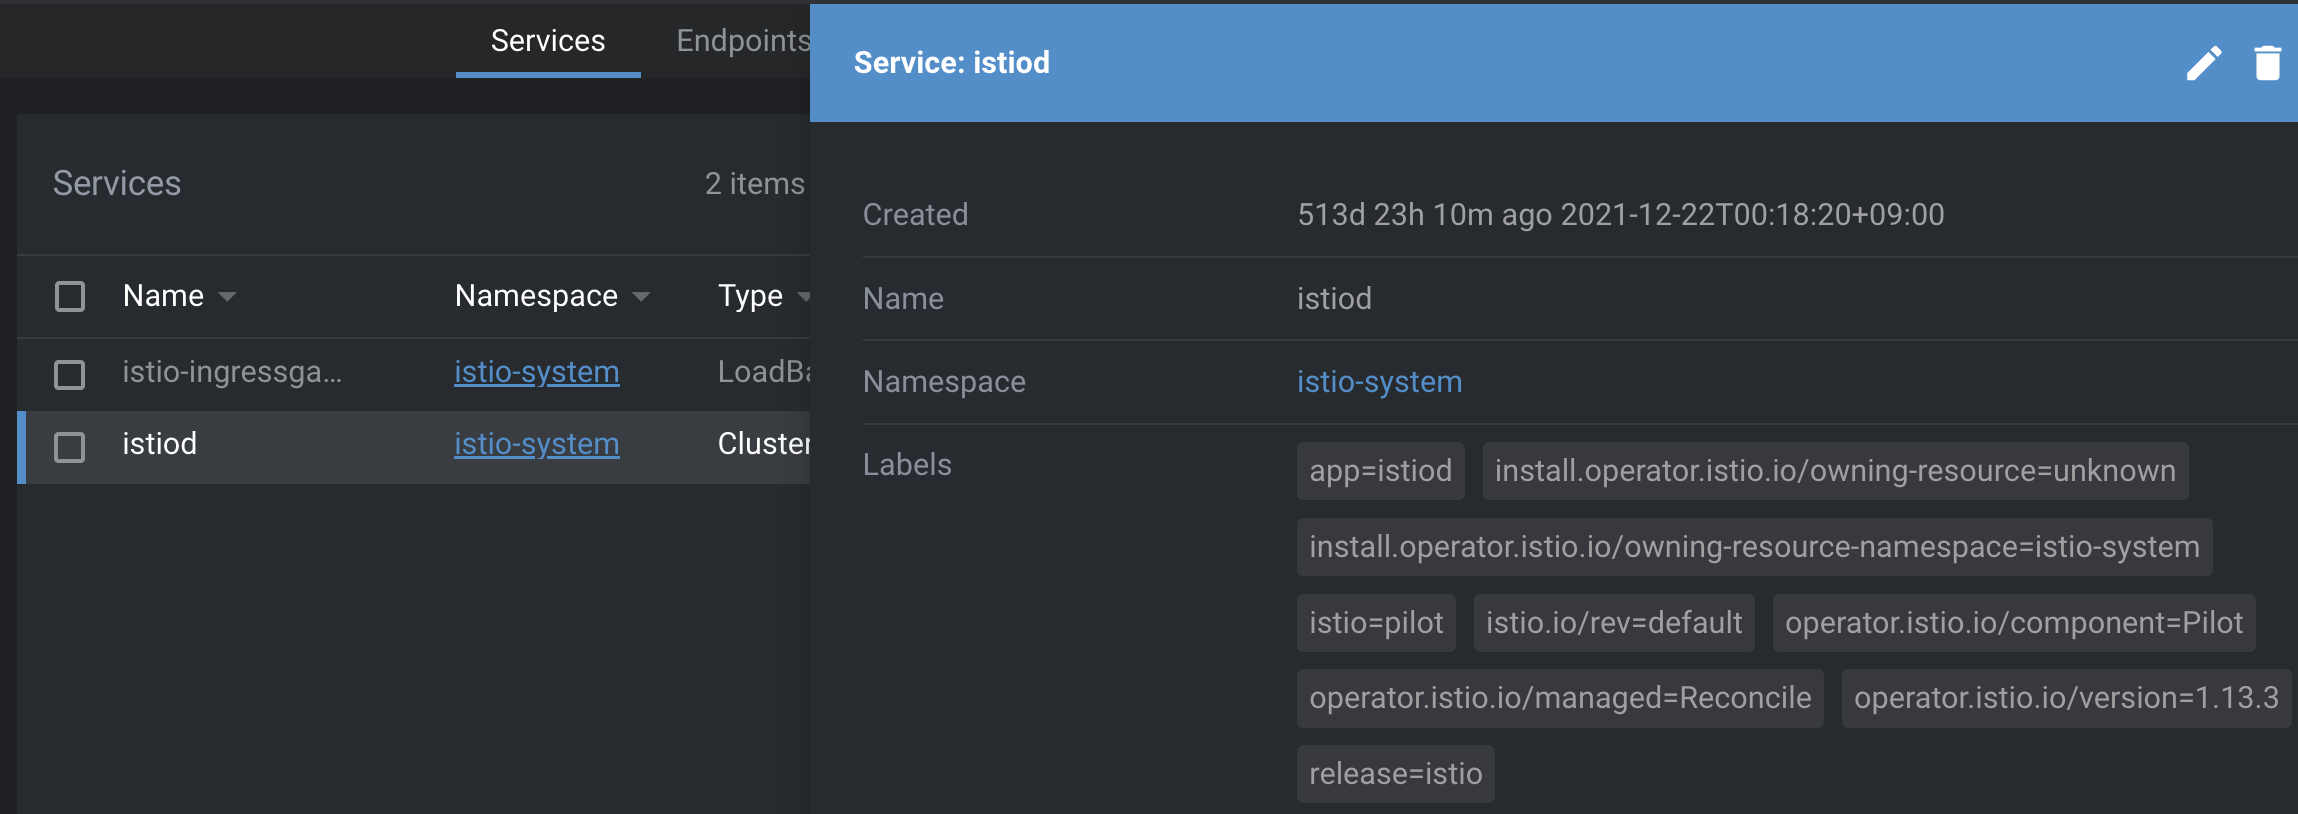 Services Endpoints
Services 2 items
Name Namespace Type
istio-ingressga... istio-system LoadBa
istiod istio-system Cluster
Service: istiod
Created 513d 23h 10m ago 2021-12-22T00:18:20+09:00
Name istiod
Namespace istio-system
Labels app=istiod install.operator.istio.io/owning-resource=unknown
install.operator.istio.io/owning-resource-namespace=istio-system
istio=pilot istio.io/rev=default operator.istio.io/component=Pilot
operator.istio.io/managed=Reconcile operator.istio.io/version=1.13.3
release=istio